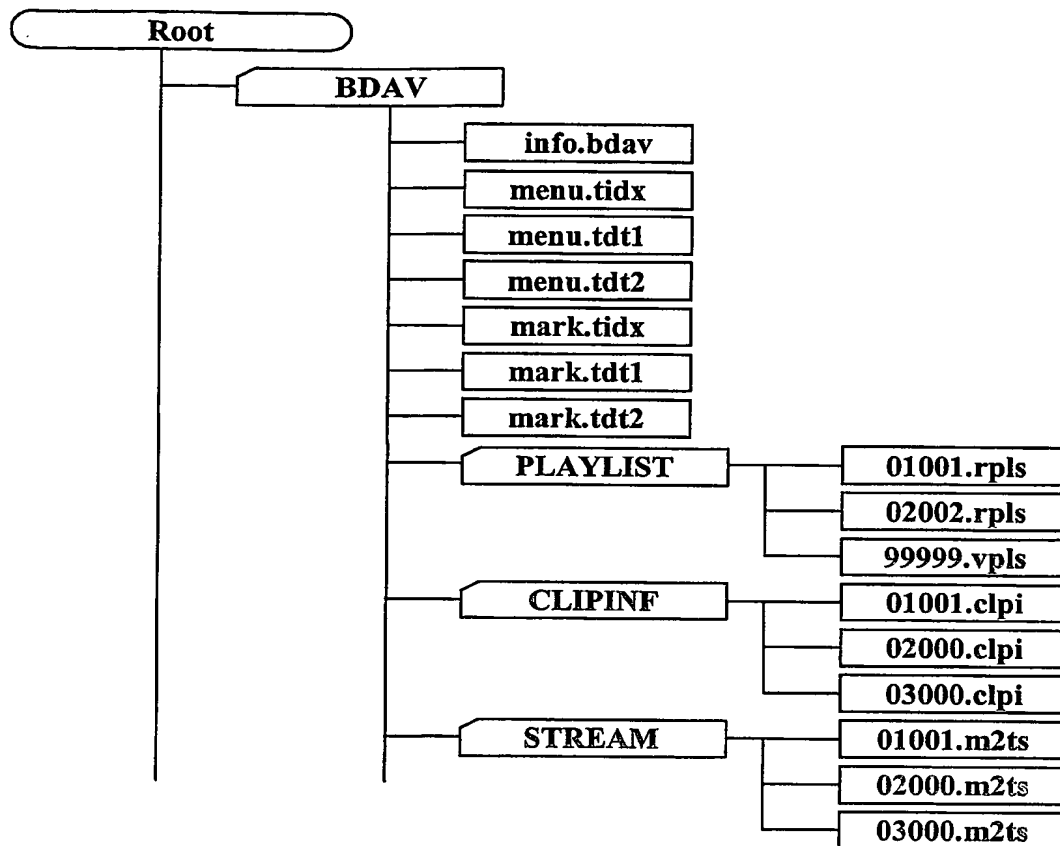 Root
BDAV
info.bdav
menu.tidx
menu.tdt1
menu.tdt2
mark.tidx
mark.tdt1
mark.tdt2
PLAYLIST
01001.rpls
02002.rpls
99999.vpls
CLIPINF
01001.clpi
02000.clpi
03000.clpi
STREAM
01001.m2ts
02000.m2ts
03000.m2ts